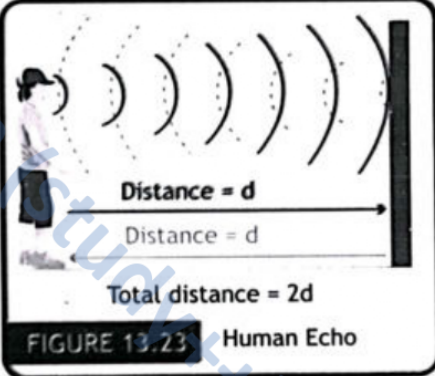 Distance = d
Distance = d
Total distance = 2d
FIGURE 13.23 Human Echo